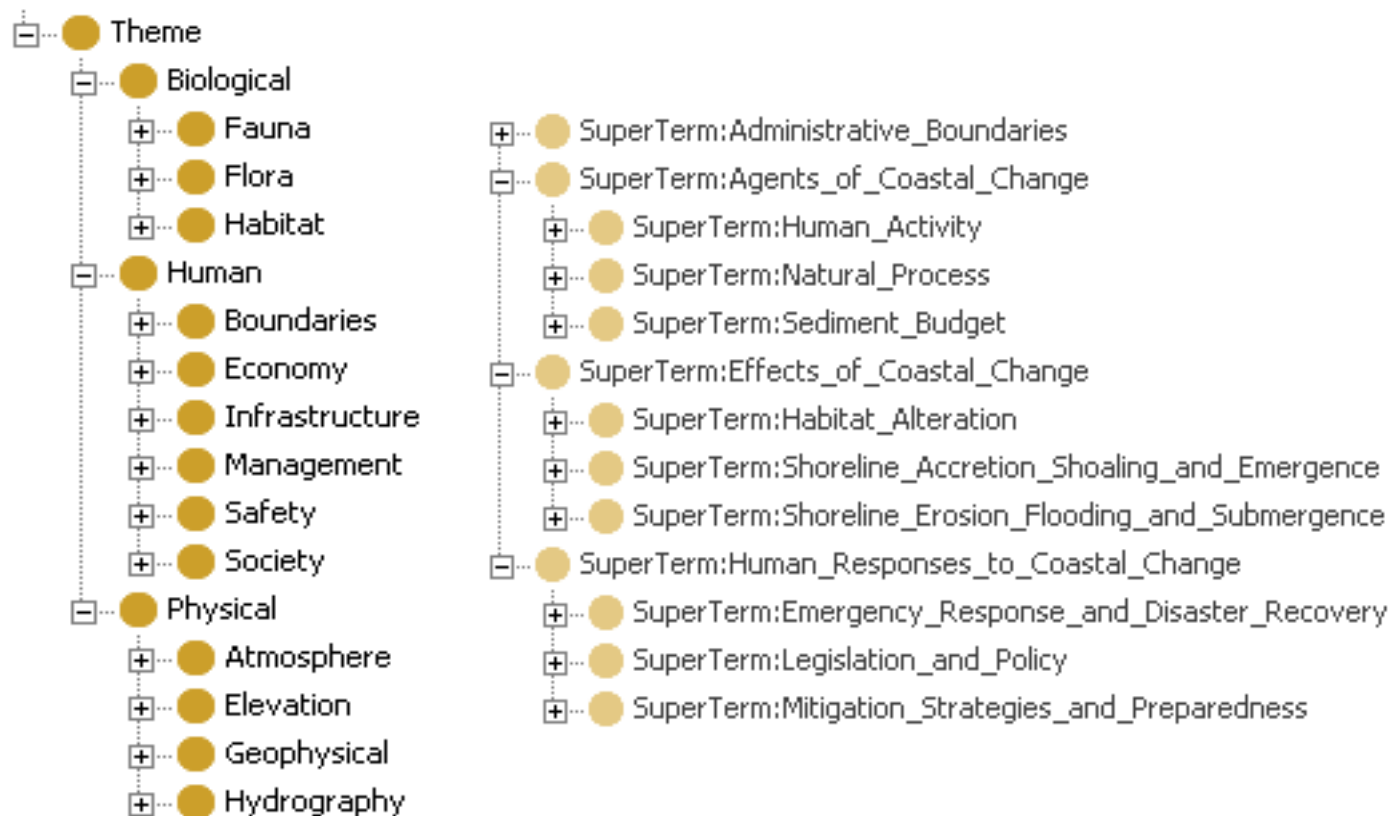 Theme
Biological
Fauna
Flora
Habitat
Human
Boundaries
Economy
Infrastructure
Management
Safety
Society
Physical
Atmosphere
Elevation
Geophysical
Hydrography
SuperTerm:Administrative_Boundaries
SuperTerm:Agents_of_Coastal_Change
SuperTerm:Human_Activity
SuperTerm:Natural_Process
SuperTerm:Sediment_Budget
SuperTerm:Effects_of_Coastal_Change
SuperTerm:Habitat_Alteration
SuperTerm:Shoreline_Accretion_Shoaling_and_Emergence
SuperTerm:Shoreline_Erosion_Flooding_and_Submergence
SuperTerm:Human_Responses_to_Coastal_Change
SuperTerm:Emergency_Response_and_Disaster_Recovery
SuperTerm:Legislation_and_Policy
SuperTerm:Mitigation_Strategies_and_Preparedness